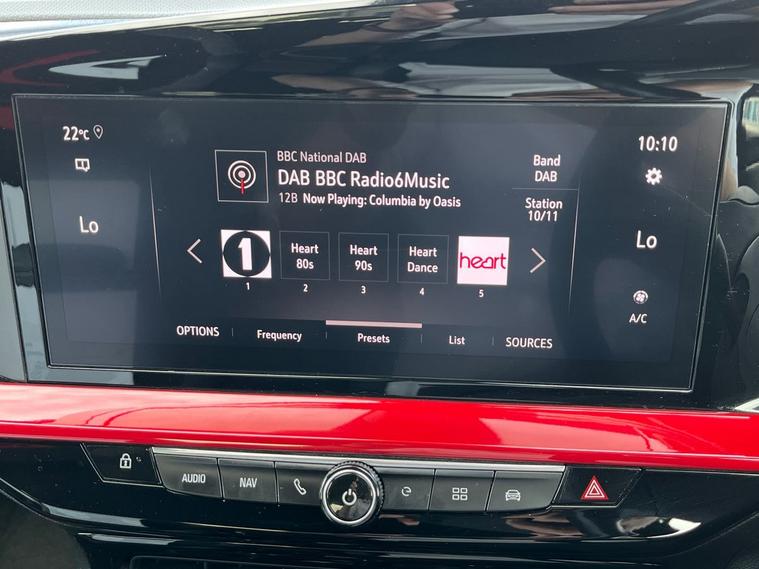 22°C
10:10
BBC National DAB
DAB BBC Radio6Music
12B Now Playing: Columbia by Oasis
Band
DAB
Station
10/11
Lo
Lo
1
Heart
80s
Heart
90s
Heart
Dance
heart
1
2
3
4
5
A/C
OPTIONS
Frequency
Presets
List
SOURCES
AUDIO
NAV